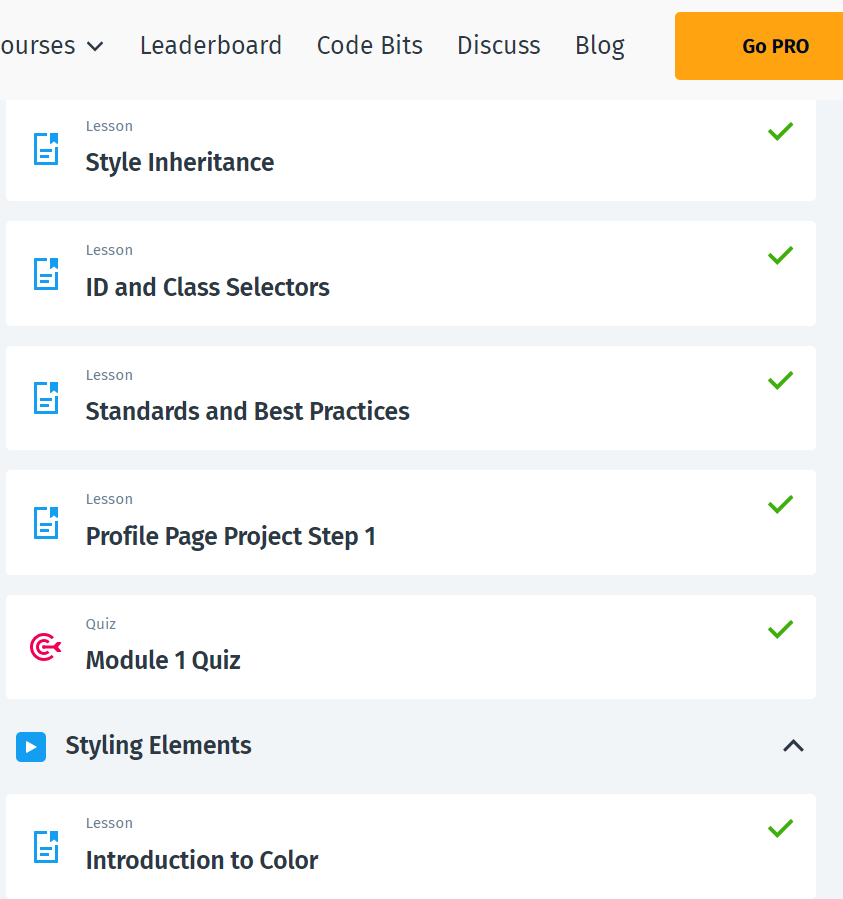 ourses Leaderboard Code Bits Discuss Blog Go PRO
Lesson
Style Inheritance
Lesson
ID and Class Selectors
Lesson
Standards and Best Practices
Lesson
Profile Page Project Step 1
Quiz
Module 1 Quiz
Styling Elements
Lesson
Introduction to Color